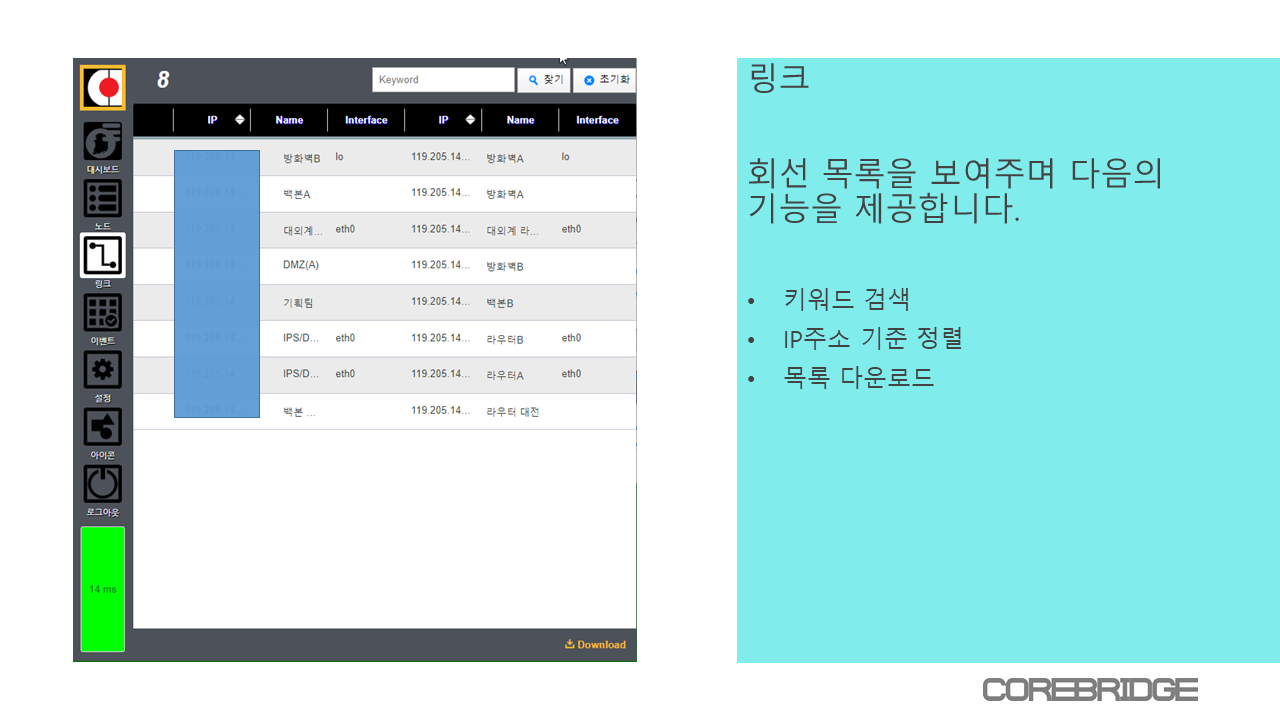 8
Keyword
찾기
초기화
IP Name Interface IP Name Interface
방화벽B lo 119.205.14... 방화벽A lo
백본A 119.205.14... 방화벽A
대외계... eth0 119.205.14... 대외계 라... eth0
DMZ(A) 119.205.14... 방화벽B
기획팀 119.205.14... 백본B
IPS/D... eth0 119.205.14... 라우터B eth0
IPS/D... eth0 119.205.14... 라우터A eth0
백본 ... 119.205.14... 라우터 대전
대시보드
노드
링크
이벤트
설정
아이콘
로그아웃
14 ms
Download
링크
회선 목록을 보여주며 다음의
기능을 제공합니다.
• 키워드 검색
• IP주소 기준 정렬
• 목록 다운로드
COREBRIDGE